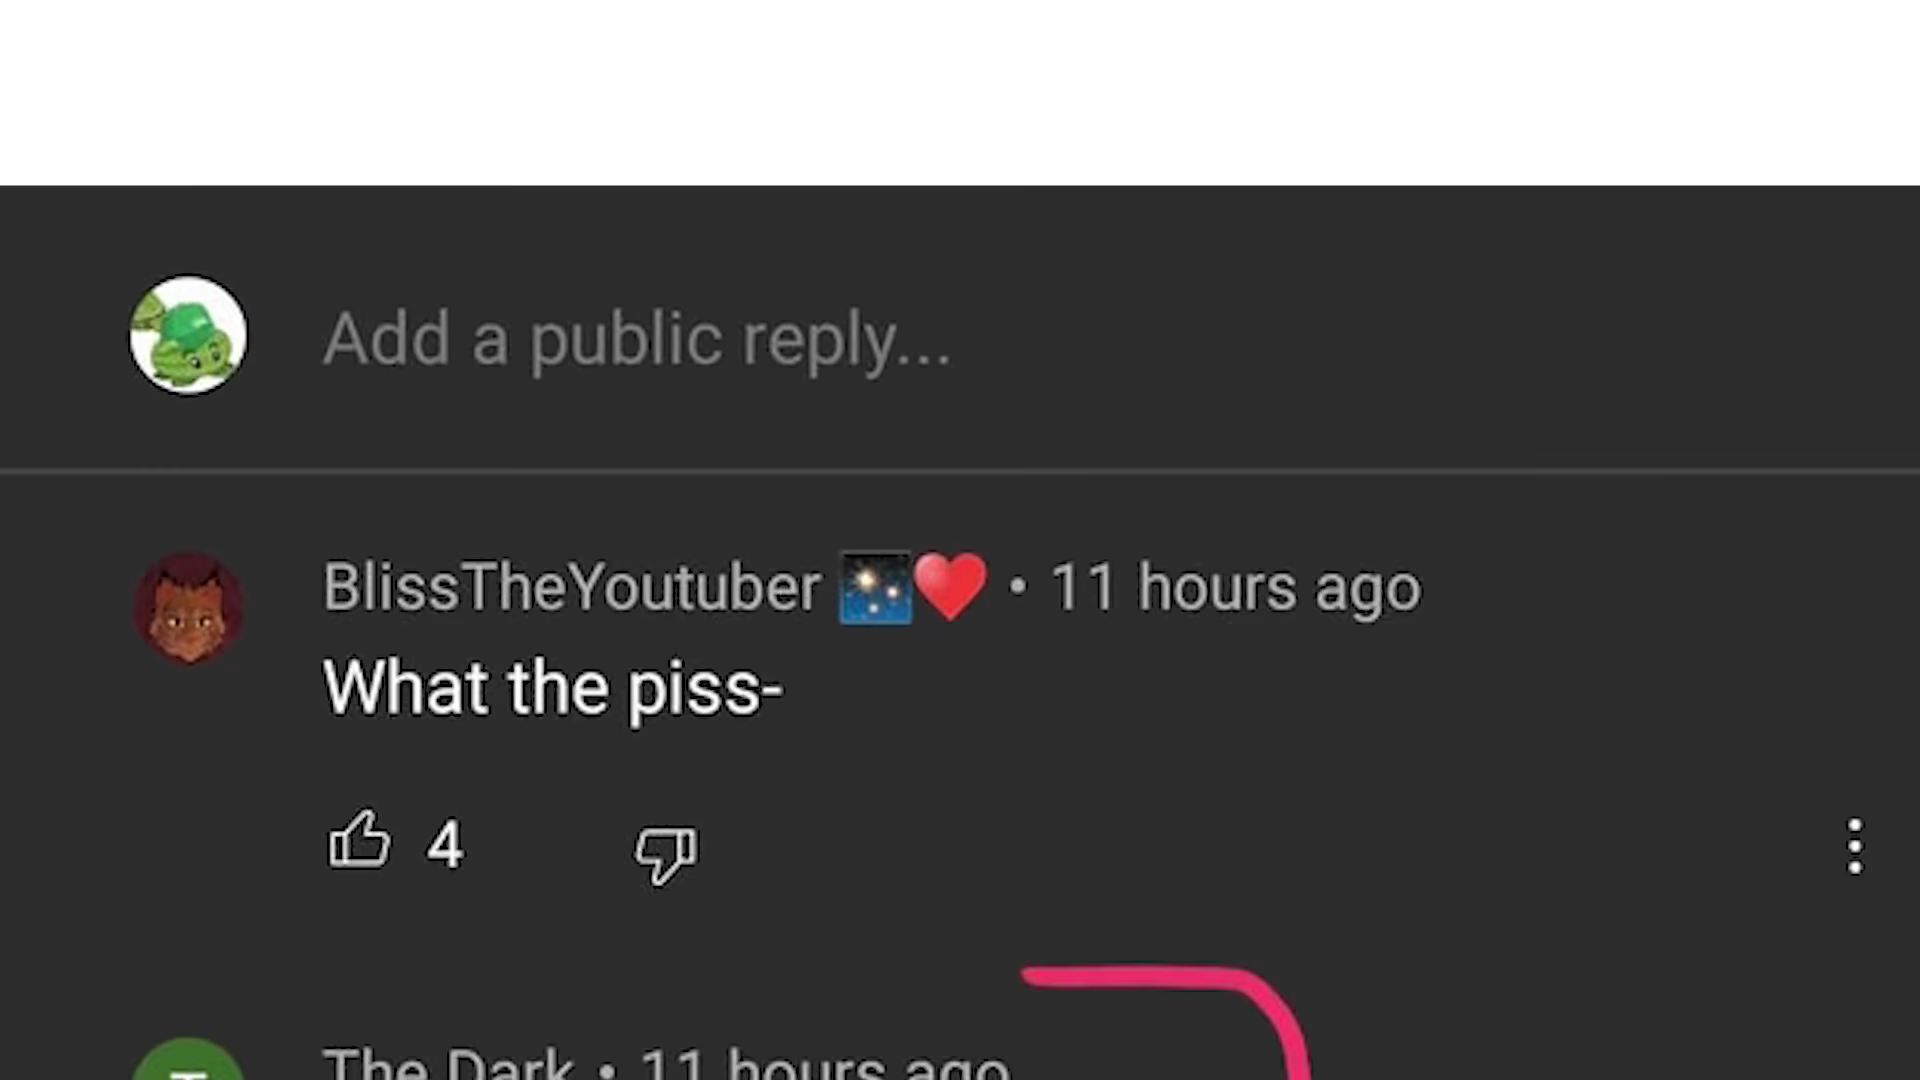 Add a public reply...
BlissTheYoutuber 🌌❤️ • 11 hours ago
What the piss-
4
The Dark • 11 hours ago